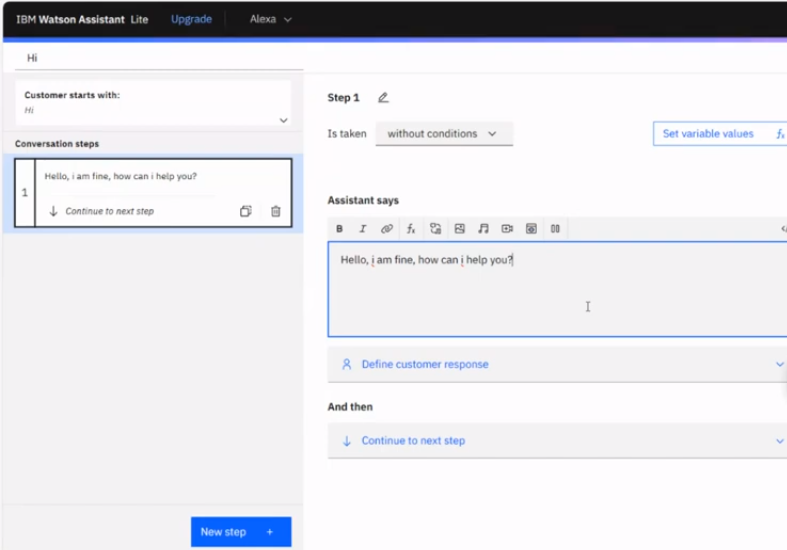 IBM Watson Assistant Lite Upgrade Alexa
Hi
Customer starts with:
Hi
Conversation steps
1
Hello, i am fine, how can i help you?
Continue to next step
New step +
Step 1
Is taken without conditions Set variable values fx
Assistant says
B I fx
Hello, i am fine, how can i help you?
Define customer response
And then
Continue to next step